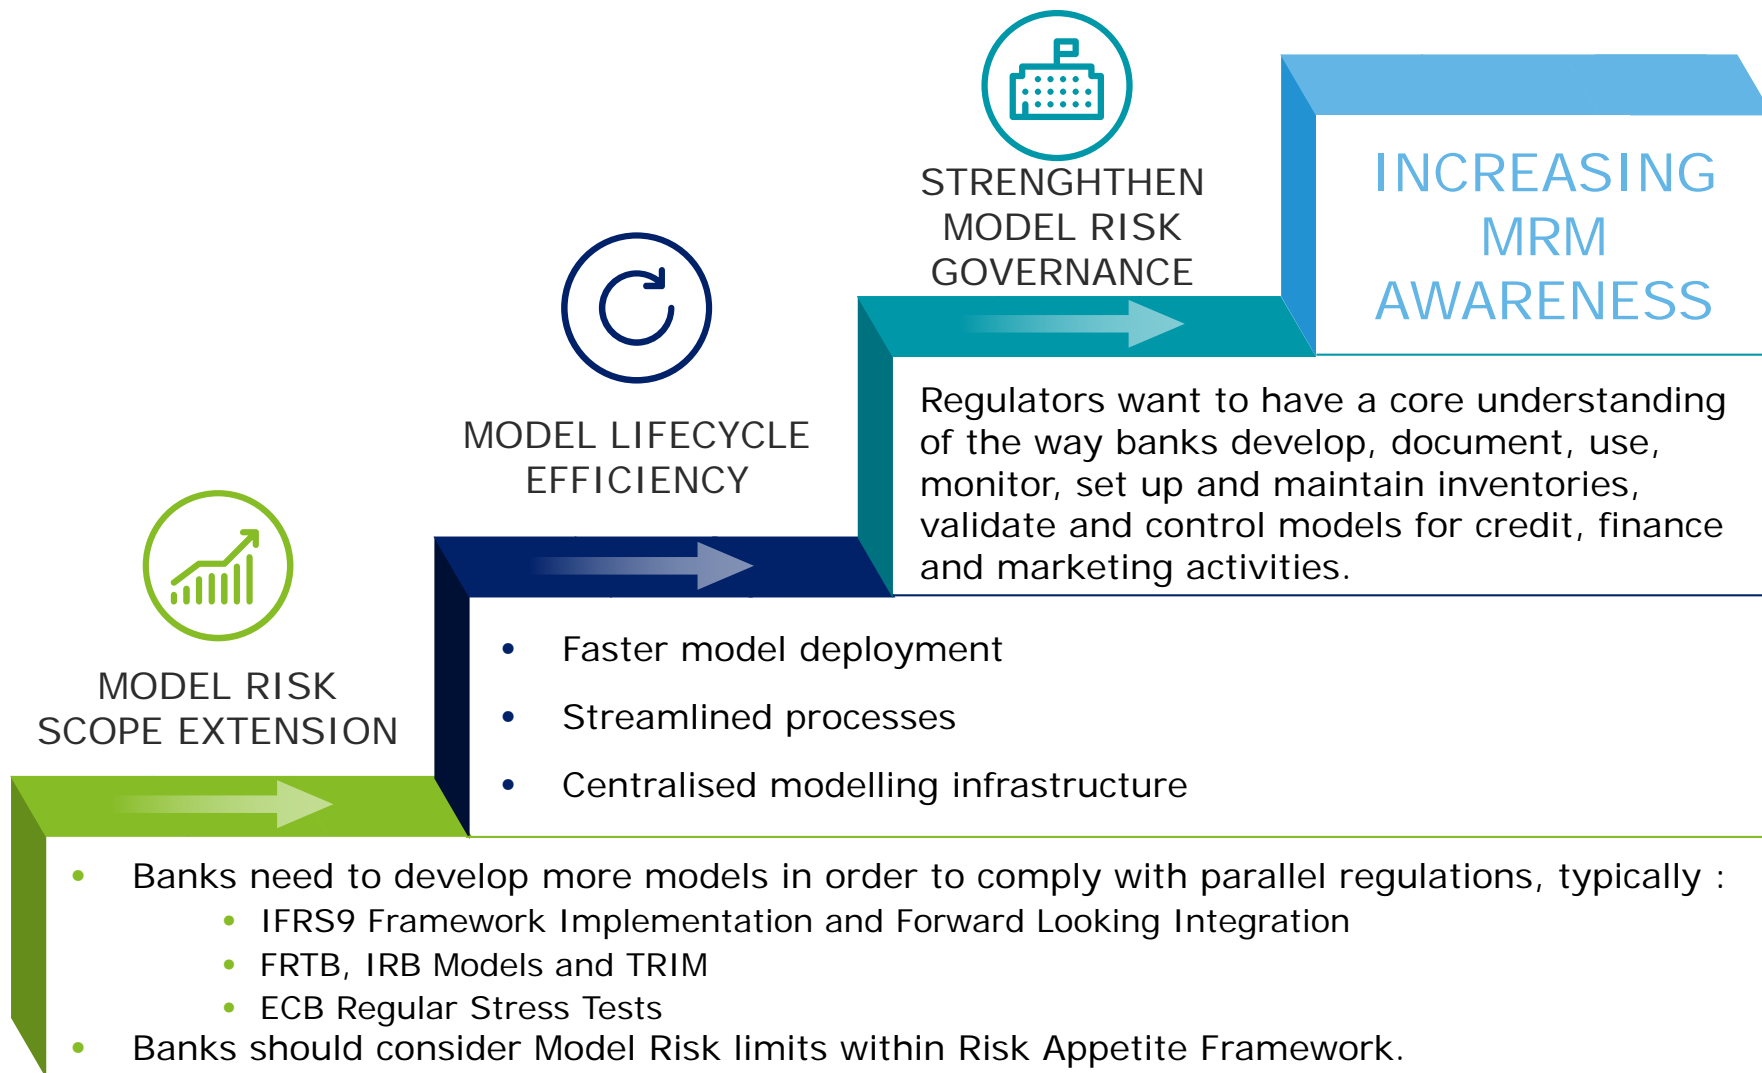 STRENGHTHEN
MODEL RISK
GOVERNANCE
INCREASING
MRM
AWARENESS
Regulators want to have a core understanding
of the way banks develop, document, use,
monitor, set up and maintain inventories,
validate and control models for credit, finance
and marketing activities.
MODEL LIFECYCLE
EFFICIENCY
• Faster model deployment
• Streamlined processes
• Centralised modelling infrastructure
MODEL RISK
SCOPE EXTENSION
• Banks need to develop more models in order to comply with parallel regulations, typically :
• IFRS9 Framework Implementation and Forward Looking Integration
• FRTB, IRB Models and TRIM
• ECB Regular Stress Tests
• Banks should consider Model Risk limits within Risk Appetite Framework.